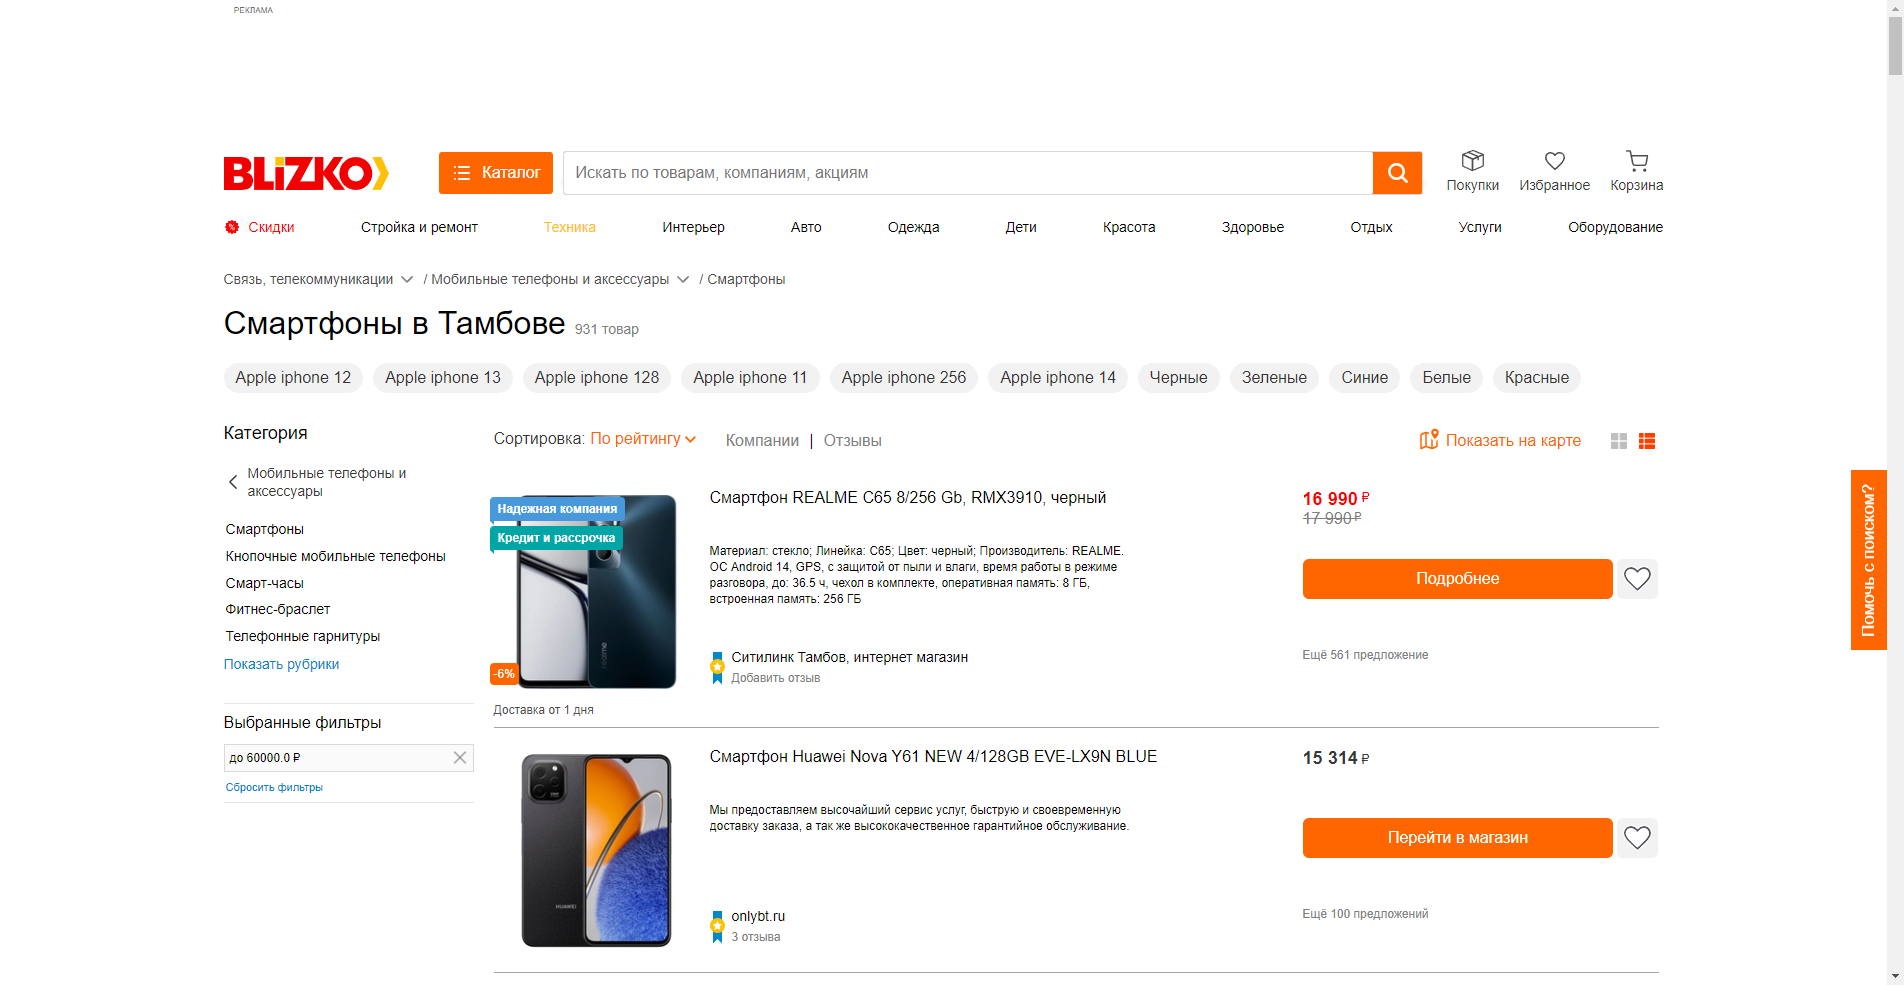 РЕКЛАМА
BLiZKO
Каталог
Искать по товарам, компаниям, акциям
Покупки
Избранное
Корзина
Скидки
Стройка и ремонт
Техника
Интерьер
Авто
Одежда
Дети
Красота
Здоровье
Отдых
Услуги
Оборудование
Связь, телекоммуникации / Мобильные телефоны и аксессуары / Смартфоны
Смартфоны в Тамбове 931 товар
Apple iphone 12
Apple iphone 13
Apple iphone 128
Apple iphone 11
Apple iphone 256
Apple iphone 14
Черные
Зеленые
Синие
Белые
Красные
Категория
Мобильные телефоны и
аксессуары
Смартфоны
Кнопочные мобильные телефоны
Смарт-часы
Фитнес-браслет
Телефонные гарнитуры
Показать рубрики
Выбранные фильтры
до 60000.0 ₽
Сбросить фильтры
Сортировка: По рейтингу
Компании | Отзывы
Показать на карте
Надежная компания
Кредит и рассрочка
realme
-6%
Доставка от 1 дня
Смартфон REALME C65 8/256 Gb, RMX3910, черный
Материал: стекло; Линейка: C65; Цвет: черный; Производитель: REALME.
ОС Android 14, GPS, с защитой от пыли и влаги, время работы в режиме
разговора, до: 36.5 ч, чехол в комплекте, оперативная память: 8 ГБ,
встроенная память: 256 ГБ
Ситилинк Тамбов, интернет магазин
Добавить отзыв
16 990 ₽
17 990 ₽
Подробнее
Ещё 561 предложение
HUAWEI
Смартфон Huawei Nova Y61 NEW 4/128GB EVE-LX9N BLUE
Мы предоставляем высочайший сервис услуг, быструю и своевременную
доставку заказа, а так же высококачественное гарантийное обслуживание.
onlybt.ru
3 отзыва
15 314 ₽
Перейти в магазин
Ещё 100 предложений
Помочь с поиском?